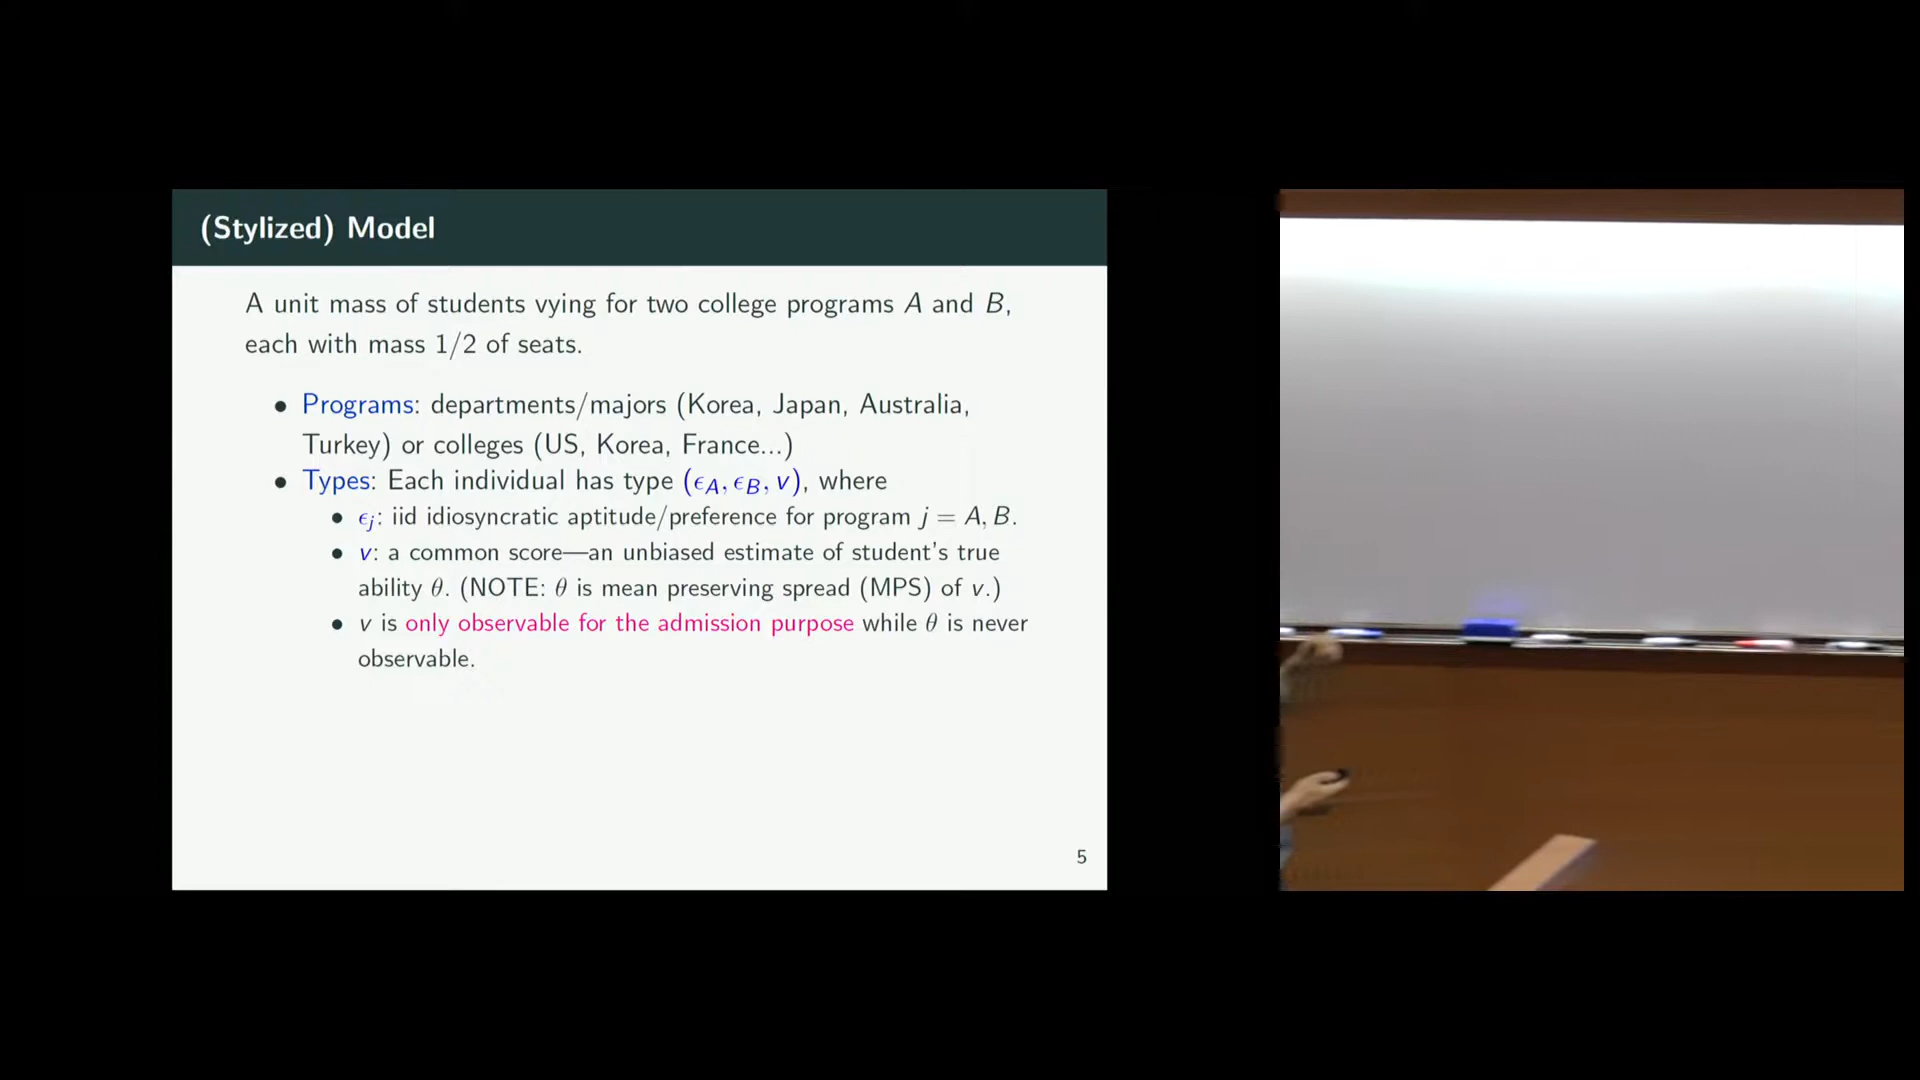 (Stylized) Model
A unit mass of students vying for two college programs A and B,
each with mass 1/2 of seats.
• Programs: departments/majors (Korea, Japan, Australia,
Turkey) or colleges (US, Korea, France...)
• Types: Each individual has type (ϵ_A, ϵ_B, v), where
• ϵ_j: iid idiosyncratic aptitude/preference for program j = A, B.
• v: a common score—an unbiased estimate of student's true
ability θ. (NOTE: θ is mean preserving spread (MPS) of v.)
• v is only observable for the admission purpose while θ is never
observable.
5